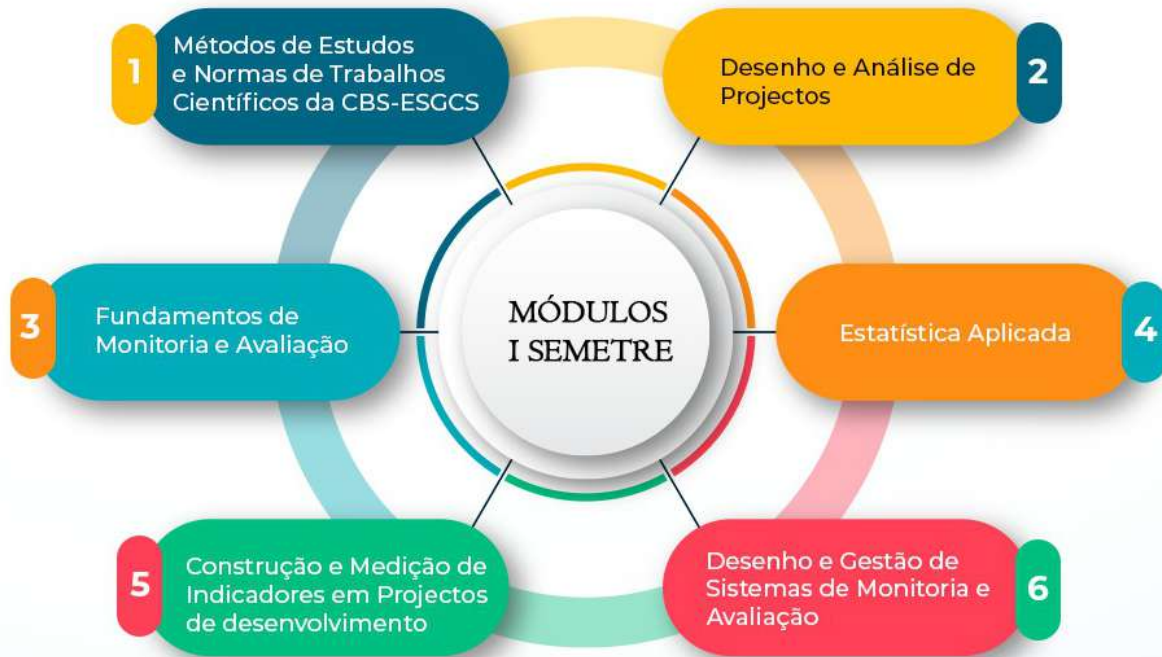 1
Métodos de Estudos
e Normas de Trabalhos
Científicos da CBS-ESGCS
Desenho e Análise de
Projectos
2
3
Fundamentos de
Monitoria e Avaliação
MÓDULOS
I SEMETRE
Estatística Aplicada
4
5
Construção e Medição de
Indicadores em Projectos
de desenvolvimento
Desenho e Gestão de
Sistemas de Monitoria e
Avaliação
6